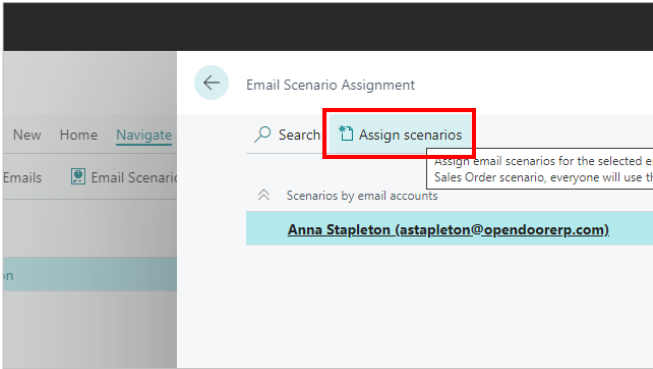 Email Scenario Assignment
New Home Navigate
Search Assign scenarios
Emails Email Scenario
Assign email scenarios for the selected e
Sales Order scenario, everyone will use th
Scenarios by email accounts
Anna Stapleton (astapleton@opendoorerp.com)
on